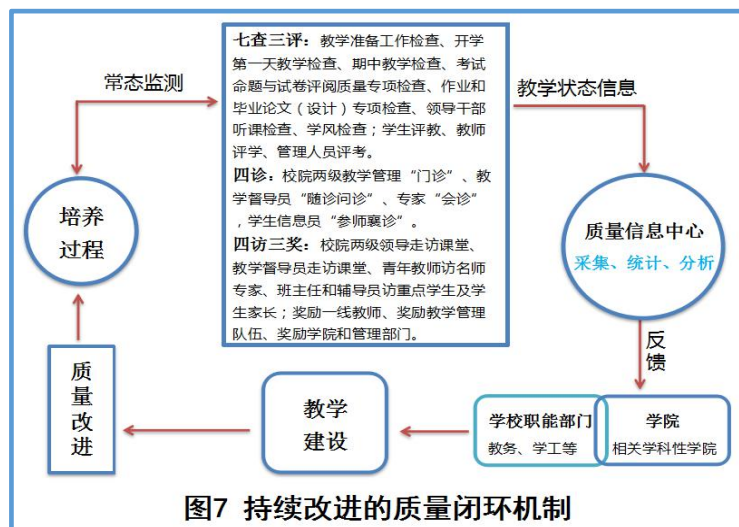 常态监测
七查三评：教学准备工作检查、开学
第一天教学检查、期中教学检查、考试
命题与试卷评阅质量专项检查、作业和
毕业论文（设计）专项检查、领导干部
听课检查、学风检查；学生评教、教师
评学、管理人员评考。
四诊：校院两级教学管理“门诊”、教
学督导员“随诊问诊”、专家“会诊”
，学生信息员“参师襄诊”。
四访三奖：校院两级领导走访课堂、
教学督导员走访课堂、青年教师访名师
专家、班主任和辅导员访重点学生及学
生家长；奖励一线教师、奖励教学管理
队伍、奖励学院和管理部门。
教学状态信息
培养
过程
质量信息中心
采集、统计、分析
反
馈
学校职能部门
教务、学工等
学院
相关学科性学院
教学
建设
质
量
改
进
图7 持续改进的质量闭环机制